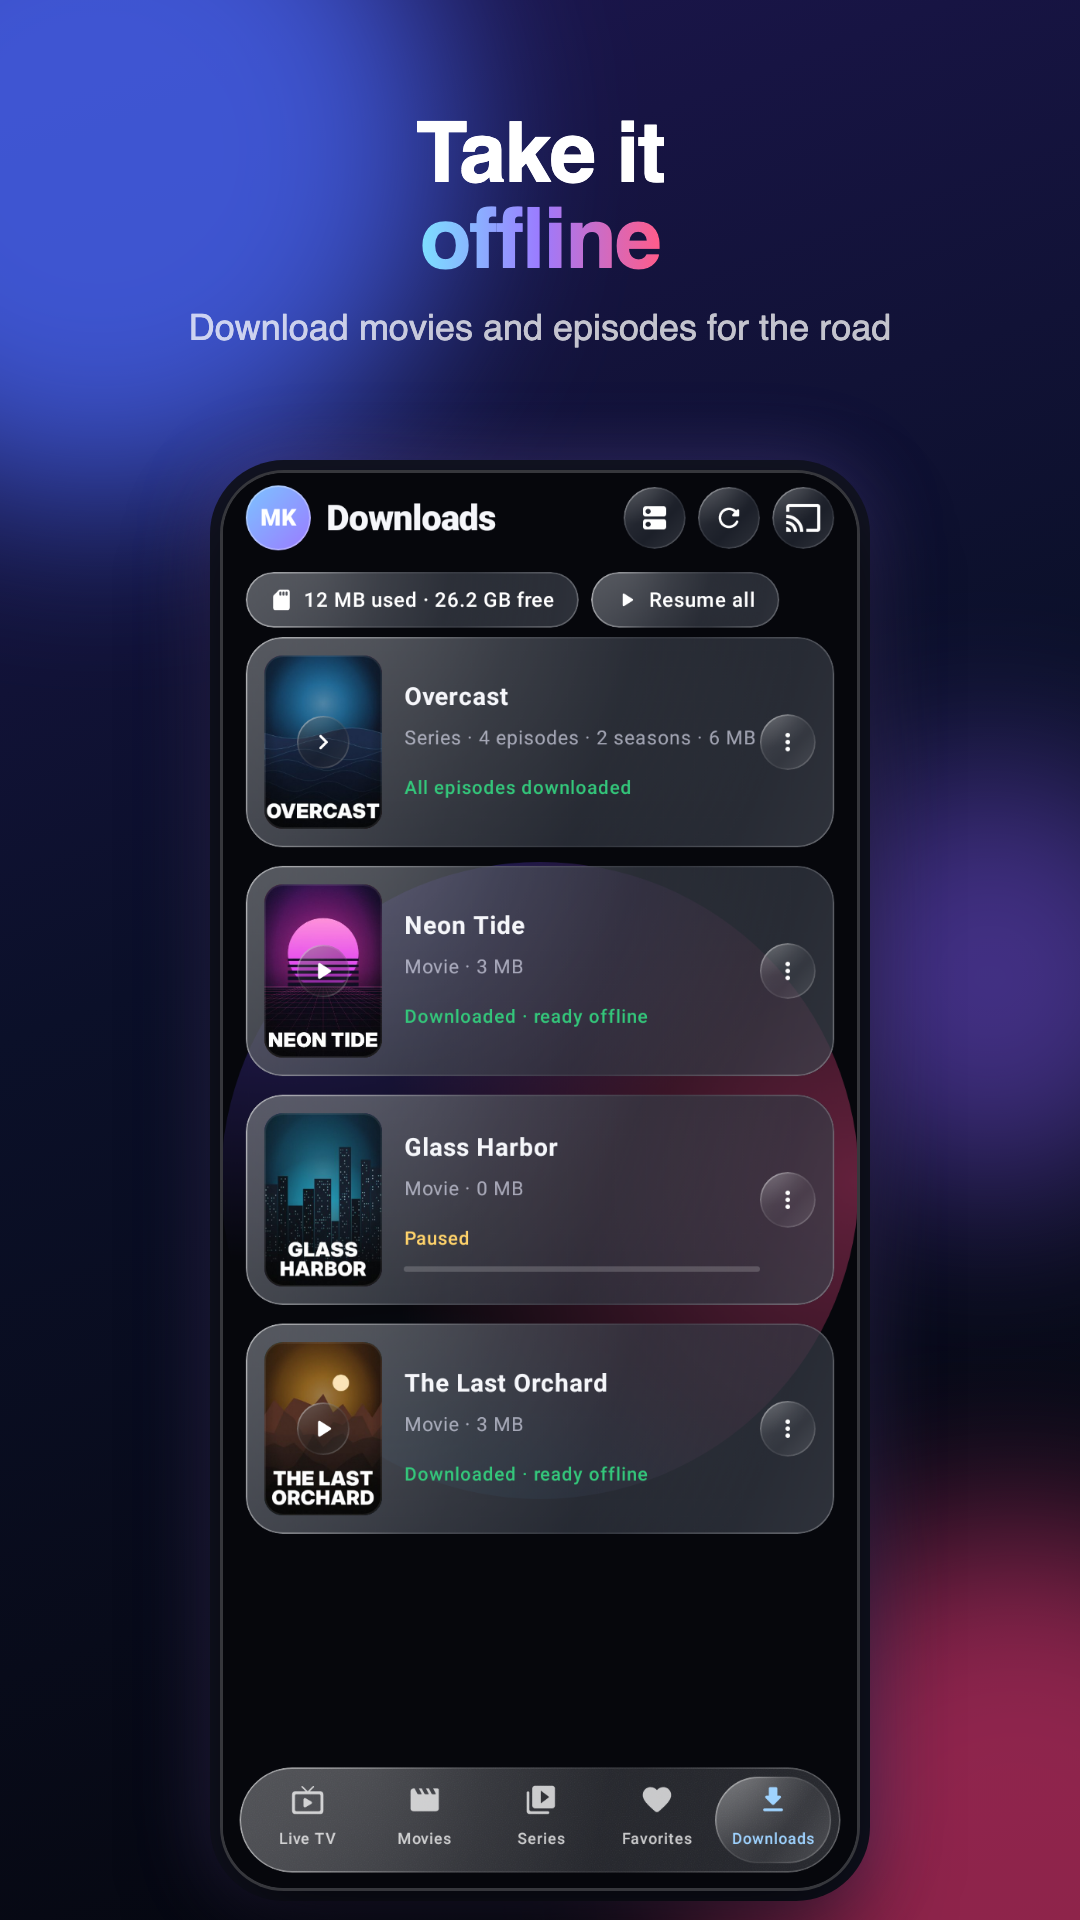 Take it
offline
Download movies and episodes for the road
MK
Downloads
12 MB used · 26.2 GB free
Resume all
OVERCAST
Overcast
Series · 4 episodes · 2 seasons · 6 MB
All episodes downloaded
NEON TIDE
Neon Tide
Movie · 3 MB
Downloaded · ready offline
GLASS
HARBOR
Glass Harbor
Movie · 0 MB
Paused
THE LAST
ORCHARD
The Last Orchard
Movie · 3 MB
Downloaded · ready offline
Live TV
Movies
Series
Favorites
Downloads